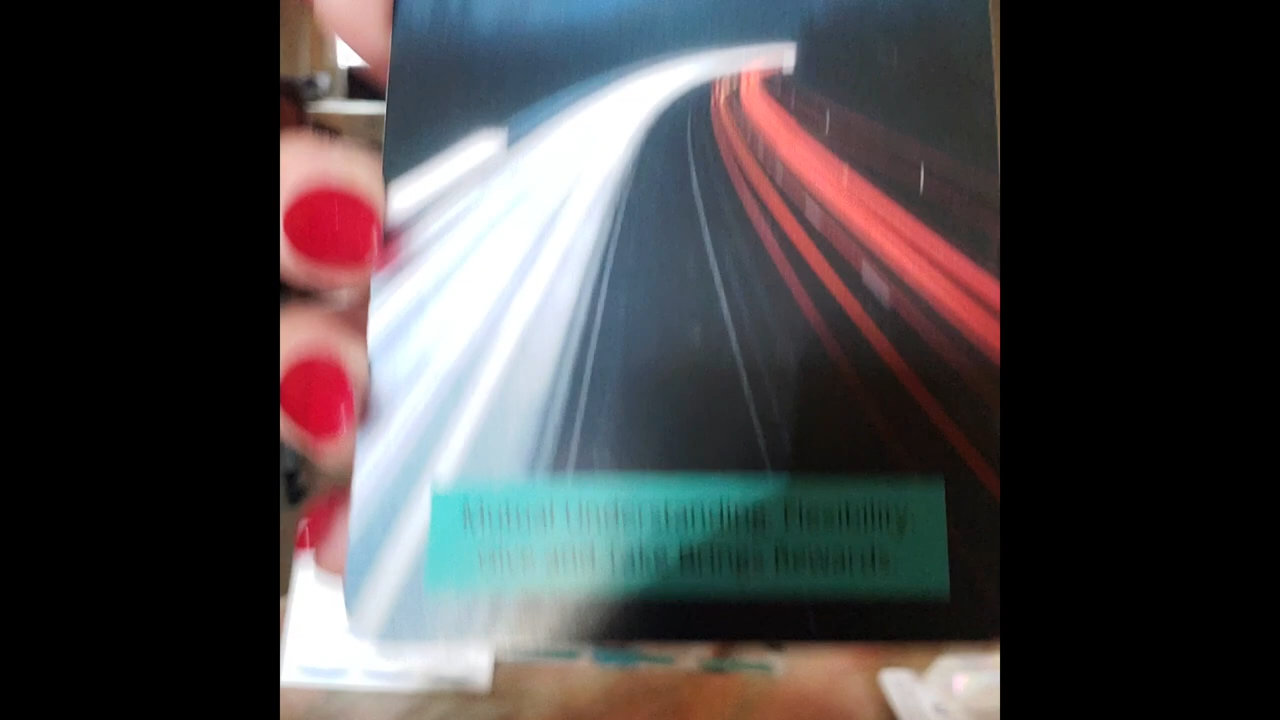 Mutual Understanding, Flexibility,
Give and Take Brings Rewards